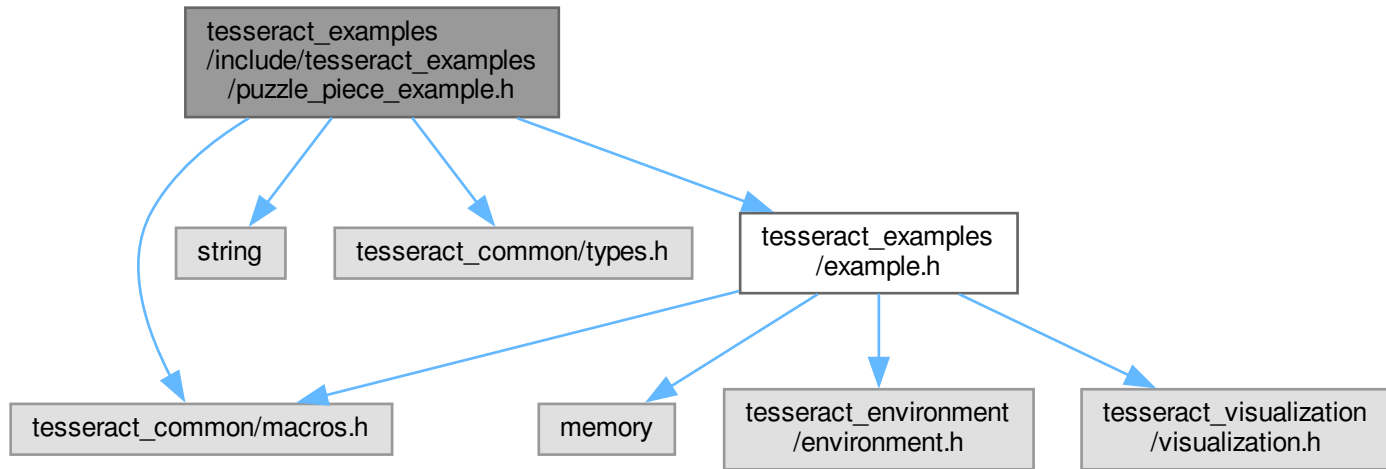 tesseract_examples
/include/tesseract_examples
/puzzle_piece_example.h
string
tesseract_common/types.h
tesseract_examples
/example.h
tesseract_common/macros.h
memory
tesseract_environment
/environment.h
tesseract_visualization
/visualization.h